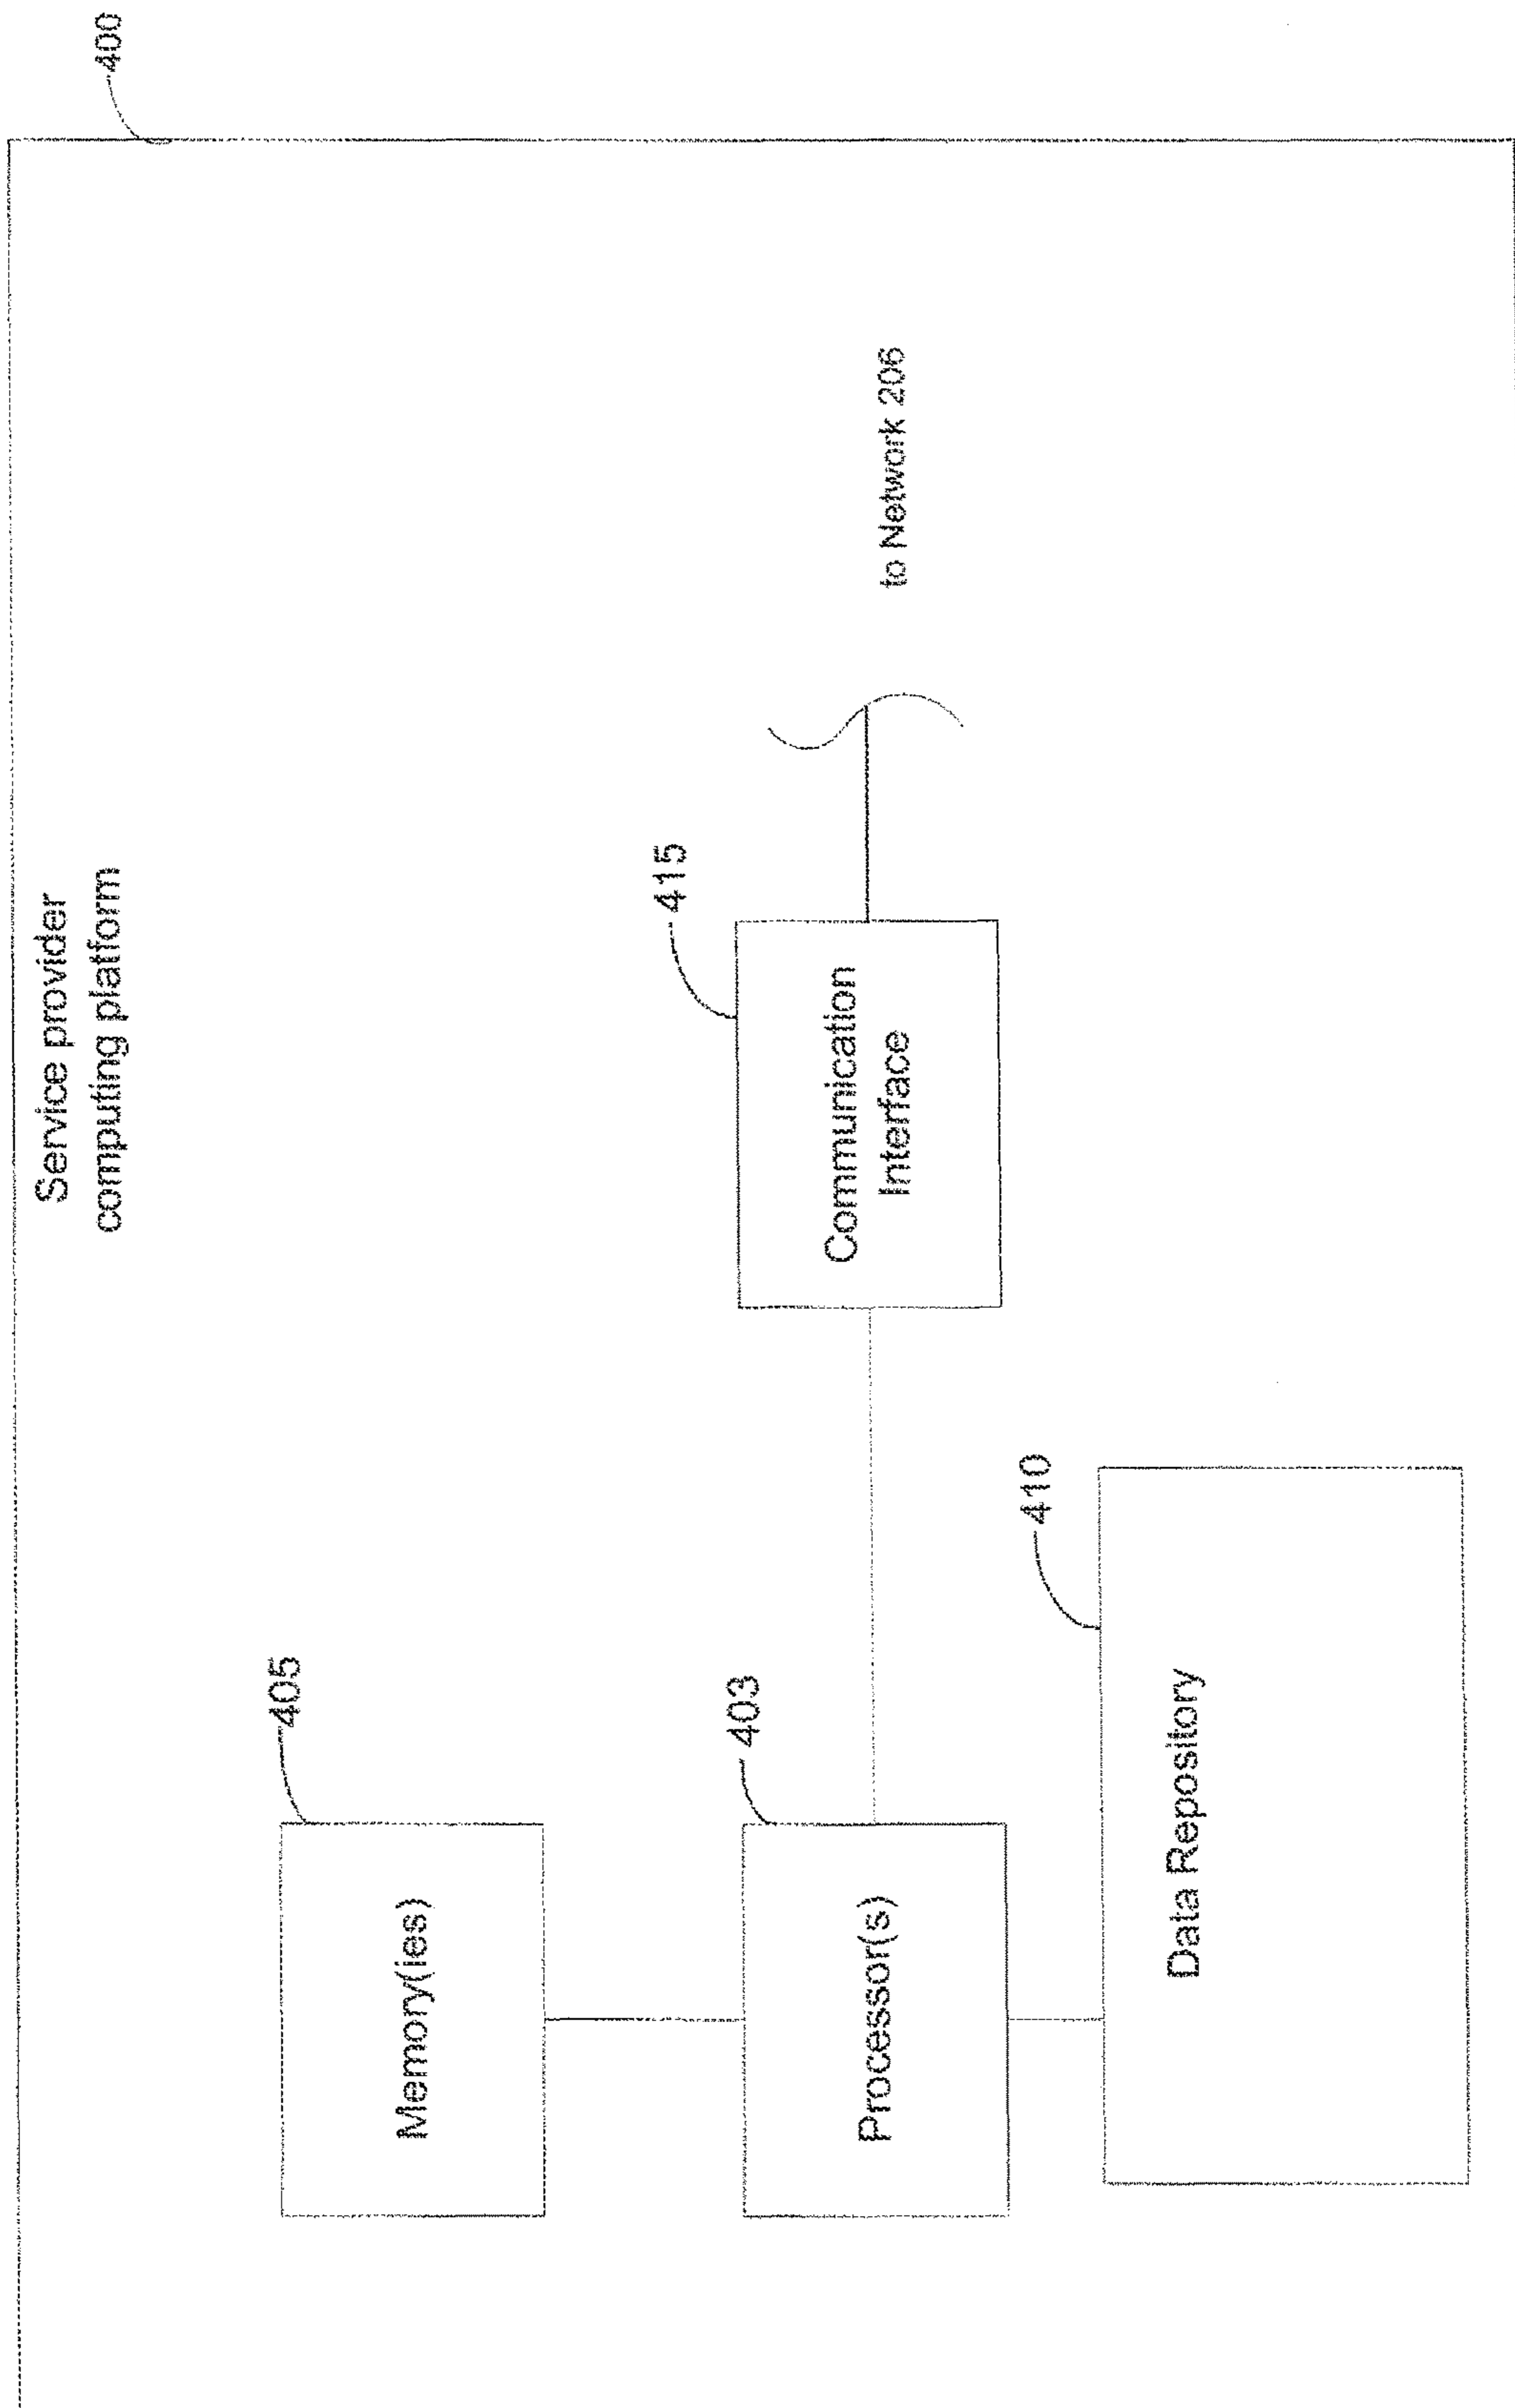 Service provider
computing platform
400
405
Memory(ies)
403
Processor(s)
415
Communication
Interface
to Network 206
410
Data Repository